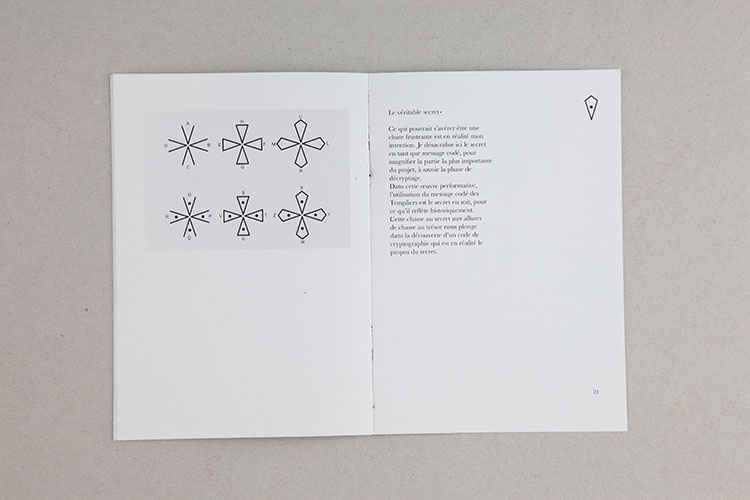 A
D B
C
H
E F
G
U
M L
K
O
R P
Q
S
V T
U
X
Z Y
W
Le véritable secret•
Ce qui pourrait s'avérer être une
chute frustrante est en réalité mon
intention. Je désacralise ici le secret
en tant que message codé, pour
magnifier la partie la plus importante
du projet, à savoir la phase de
décryptage.
Dans cette œuvre performative,
l'utilisation du message codé des
Templiers est le secret en soit, pour
ce qu'il reflète historiquement.
Cette chasse au secret aux allures
de chasse au trésor nous plonge
dans la découverte d'un code de
cryptographie qui est en réalité le
propos du secret.
21